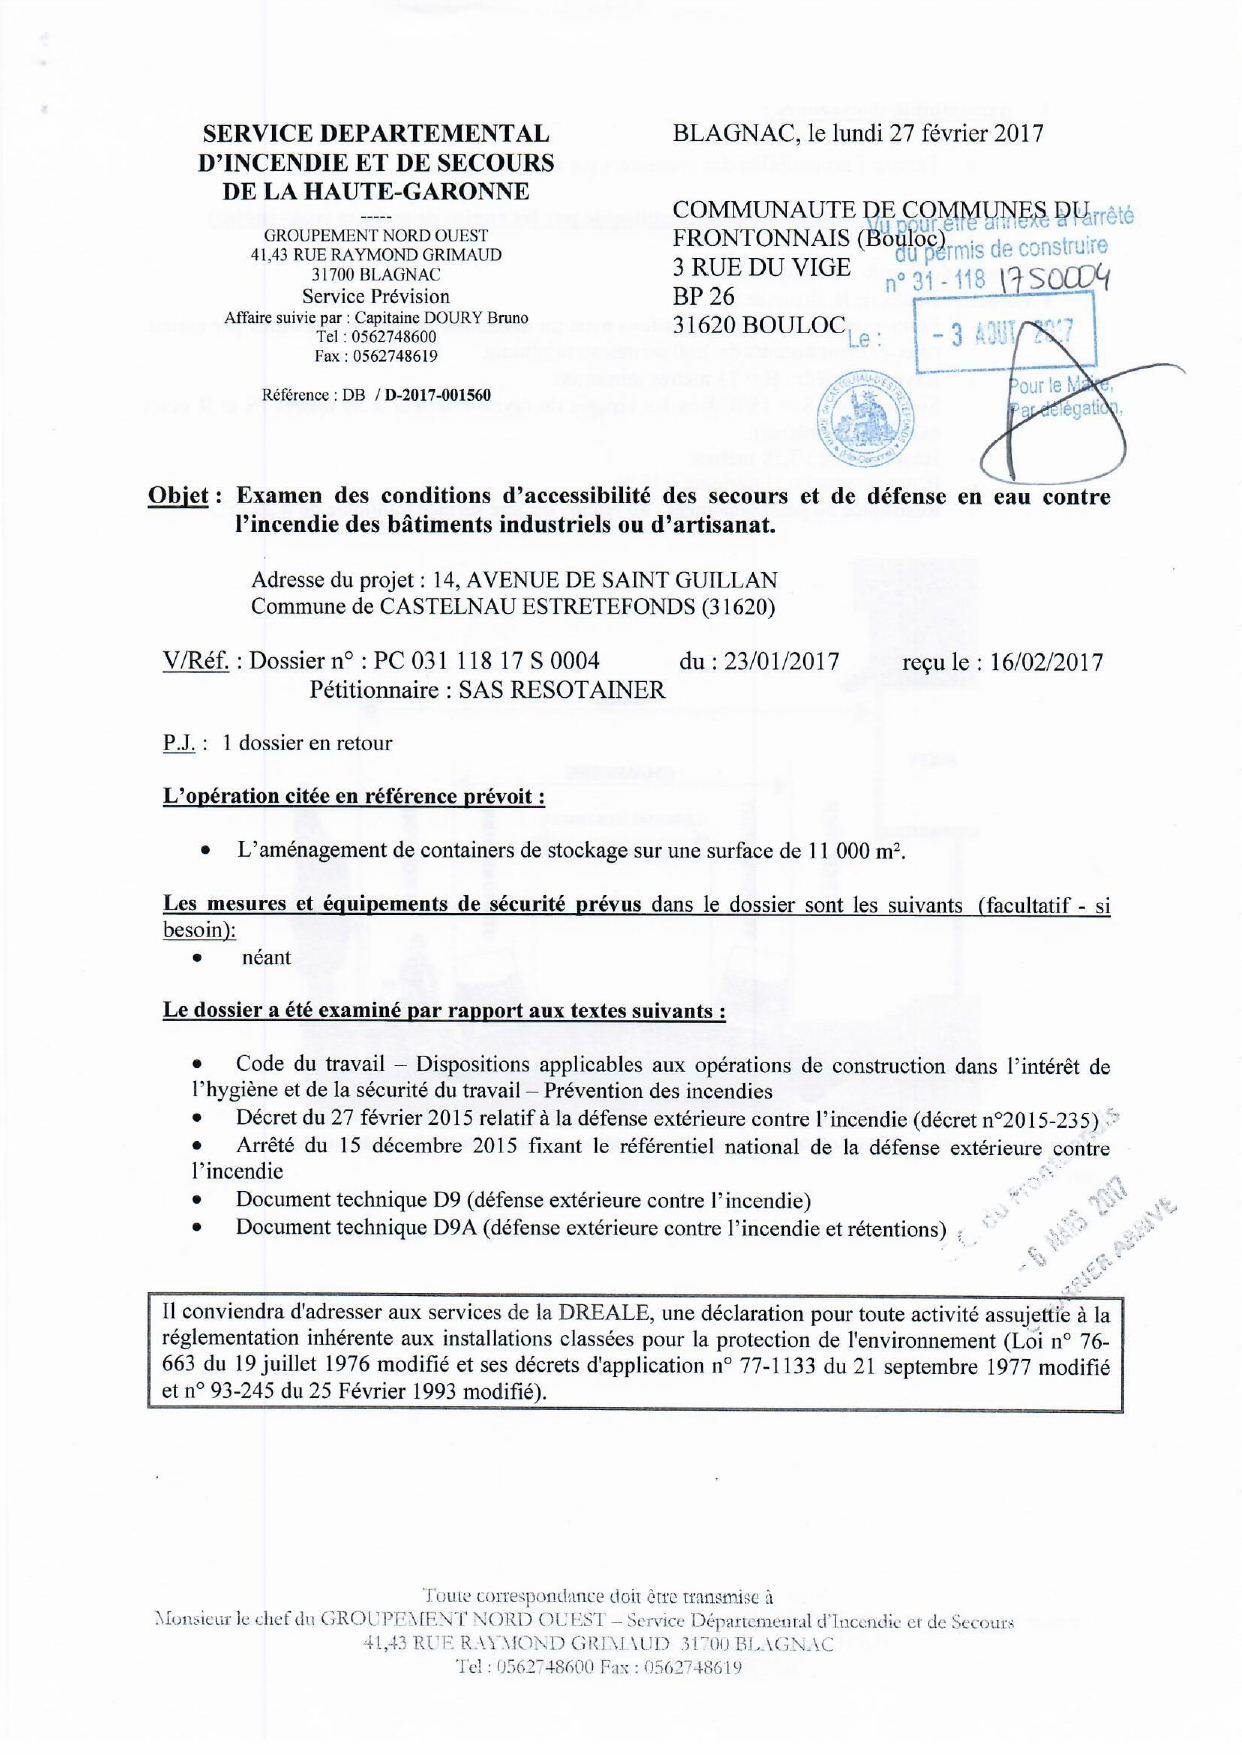 SERVICE DEPARTEMENTAL
D'INCENDIE ET DE SECOURS
DE LA HAUTE-GARONNE
-----
GROUPEMENT NORD OUEST
41,43 RUE RAYMOND GRIMAUD
31700 BLAGNAC
Service Prévision
Affaire suivie par : Capitaine DOURY Bruno
Tel : 0562748600
Fax : 0562748619
Référence : DB / D-2017-001560
BLAGNAC, le lundi 27 février 2017
COMMUNAUTE DE COMMUNES DU
FRONTONNAIS (Bouloc)
3 RUE DU VIGE
BP 26
31620 BOULOC
Vu pour être annexé à l'arrêté
du permis de construire
n° 31 - 118 17S0004
Le : - 3 AOUT 2017
Pour le Maire,
Par délégation,
Objet : Examen des conditions d'accessibilité des secours et de défense en eau contre
l'incendie des bâtiments industriels ou d'artisanat.
Adresse du projet : 14, AVENUE DE SAINT GUILLAN
Commune de CASTELNAU ESTRETEFONDS (31620)
V/Réf. : Dossier n° : PC 031 118 17 S 0004 du : 23/01/2017 reçu le : 16/02/2017
Pétitionnaire : SAS RESOTAINER
P.J. : 1 dossier en retour
L'opération citée en référence prévoit :
• L'aménagement de containers de stockage sur une surface de 11 000 m².
Les mesures et équipements de sécurité prévus dans le dossier sont les suivants (facultatif - si
besoin):
• néant
Le dossier a été examiné par rapport aux textes suivants :
• Code du travail – Dispositions applicables aux opérations de construction dans l'intérêt de
l'hygiène et de la sécurité du travail – Prévention des incendies
• Décret du 27 février 2015 relatif à la défense extérieure contre l'incendie (décret n°2015-235)
• Arrêté du 15 décembre 2015 fixant le référentiel national de la défense extérieure contre
l'incendie
• Document technique D9 (défense extérieure contre l'incendie)
• Document technique D9A (défense extérieure contre l'incendie et rétentions)
C. du Frontonnais
- 6 MARS 2017
COURRIER ARRIVE
Il conviendra d'adresser aux services de la DREALE, une déclaration pour toute activité assujettie à la
réglementation inhérente aux installations classées pour la protection de l'environnement (Loi n° 76-
663 du 19 juillet 1976 modifié et ses décrets d'application n° 77-1133 du 21 septembre 1977 modifié
et n° 93-245 du 25 Février 1993 modifié).
Toute correspondance doit être transmise à
Monsieur le chef du GROUPEMENT NORD OUEST – Service Départemental d'Incendie et de Secours
41,43 RUE RAYMOND GRIMAUD 31700 BLAGNAC
Tel : 0562748600 Fax : 0562748619